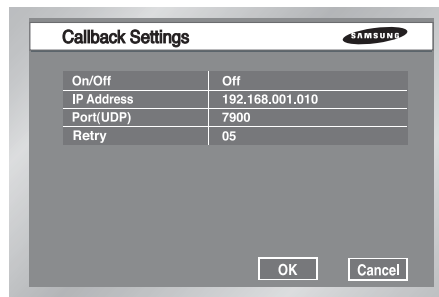 Callback Settings SAMSUNG
On/Off Off
IP Address 192.168.001.010
Port(UDP) 7900
Retry 05
OK Cancel